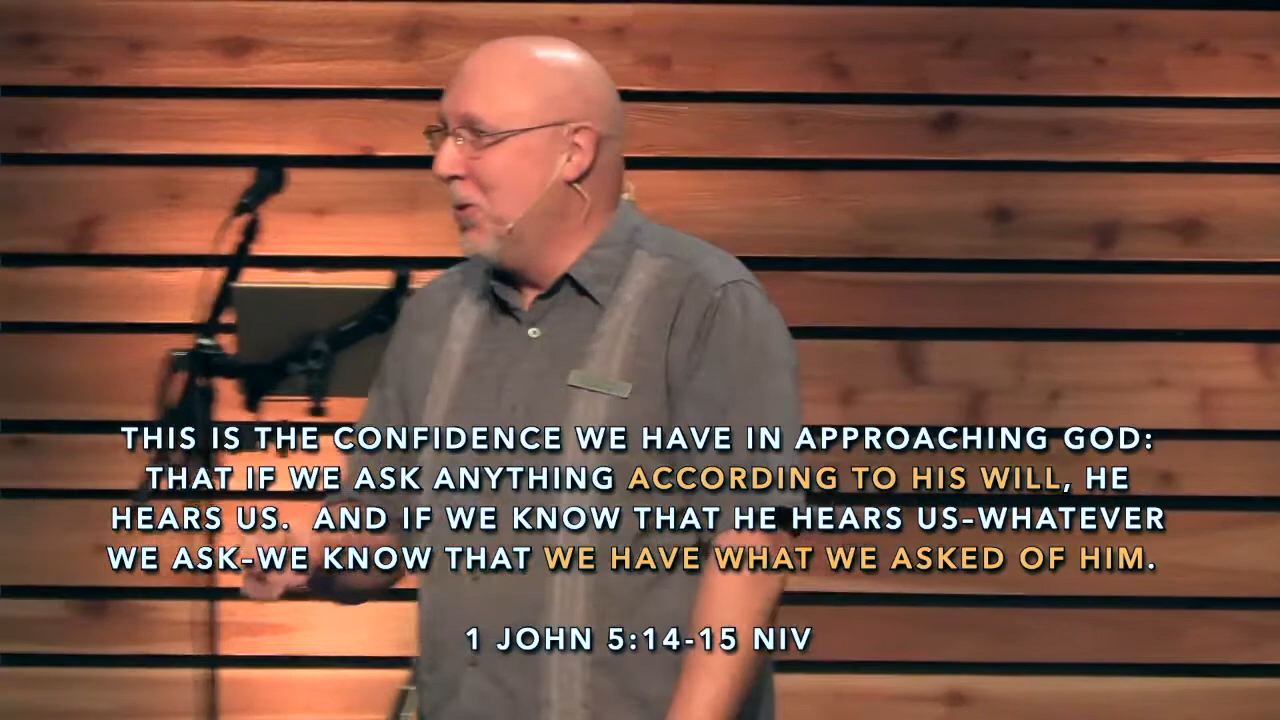 THIS IS THE CONFIDENCE WE HAVE IN APPROACHING GOD:
THAT IF WE ASK ANYTHING ACCORDING TO HIS WILL, HE
HEARS US.  AND IF WE KNOW THAT HE HEARS US-WHATEVER
WE ASK-WE KNOW THAT WE HAVE WHAT WE ASKED OF HIM.
1 JOHN 5:14-15 NIV